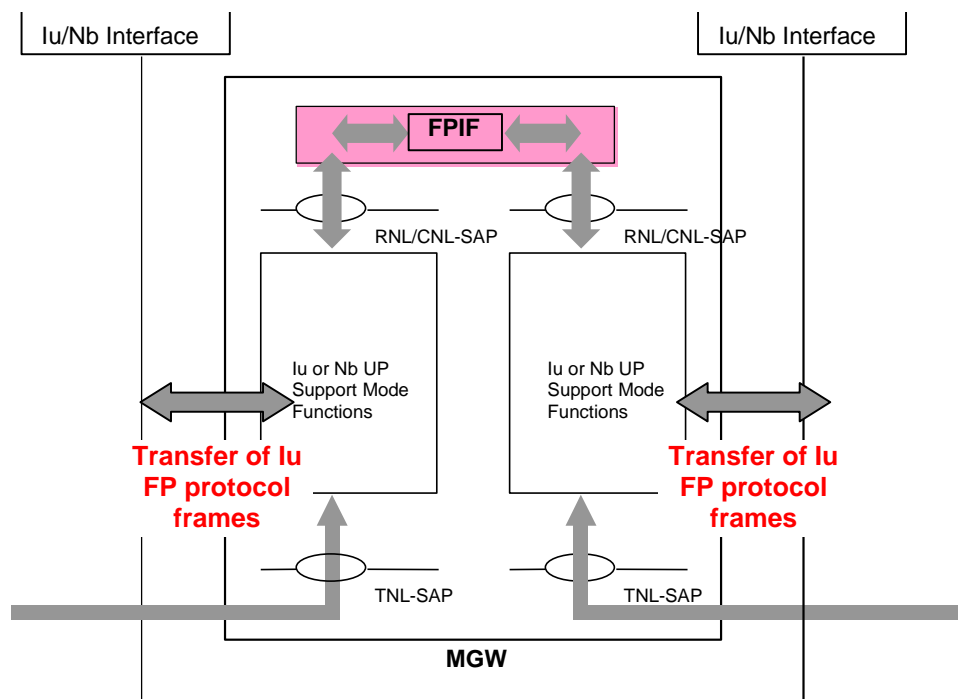 Iu/Nb Interface
Iu/Nb Interface
FPIF
RNL/CNL-SAP
RNL/CNL-SAP
Iu or Nb UP
Support Mode
Functions
Iu or Nb UP
Support Mode
Functions
Transfer of Iu
FP protocol
frames
Transfer of Iu
FP protocol
frames
TNL-SAP
TNL-SAP
MGW